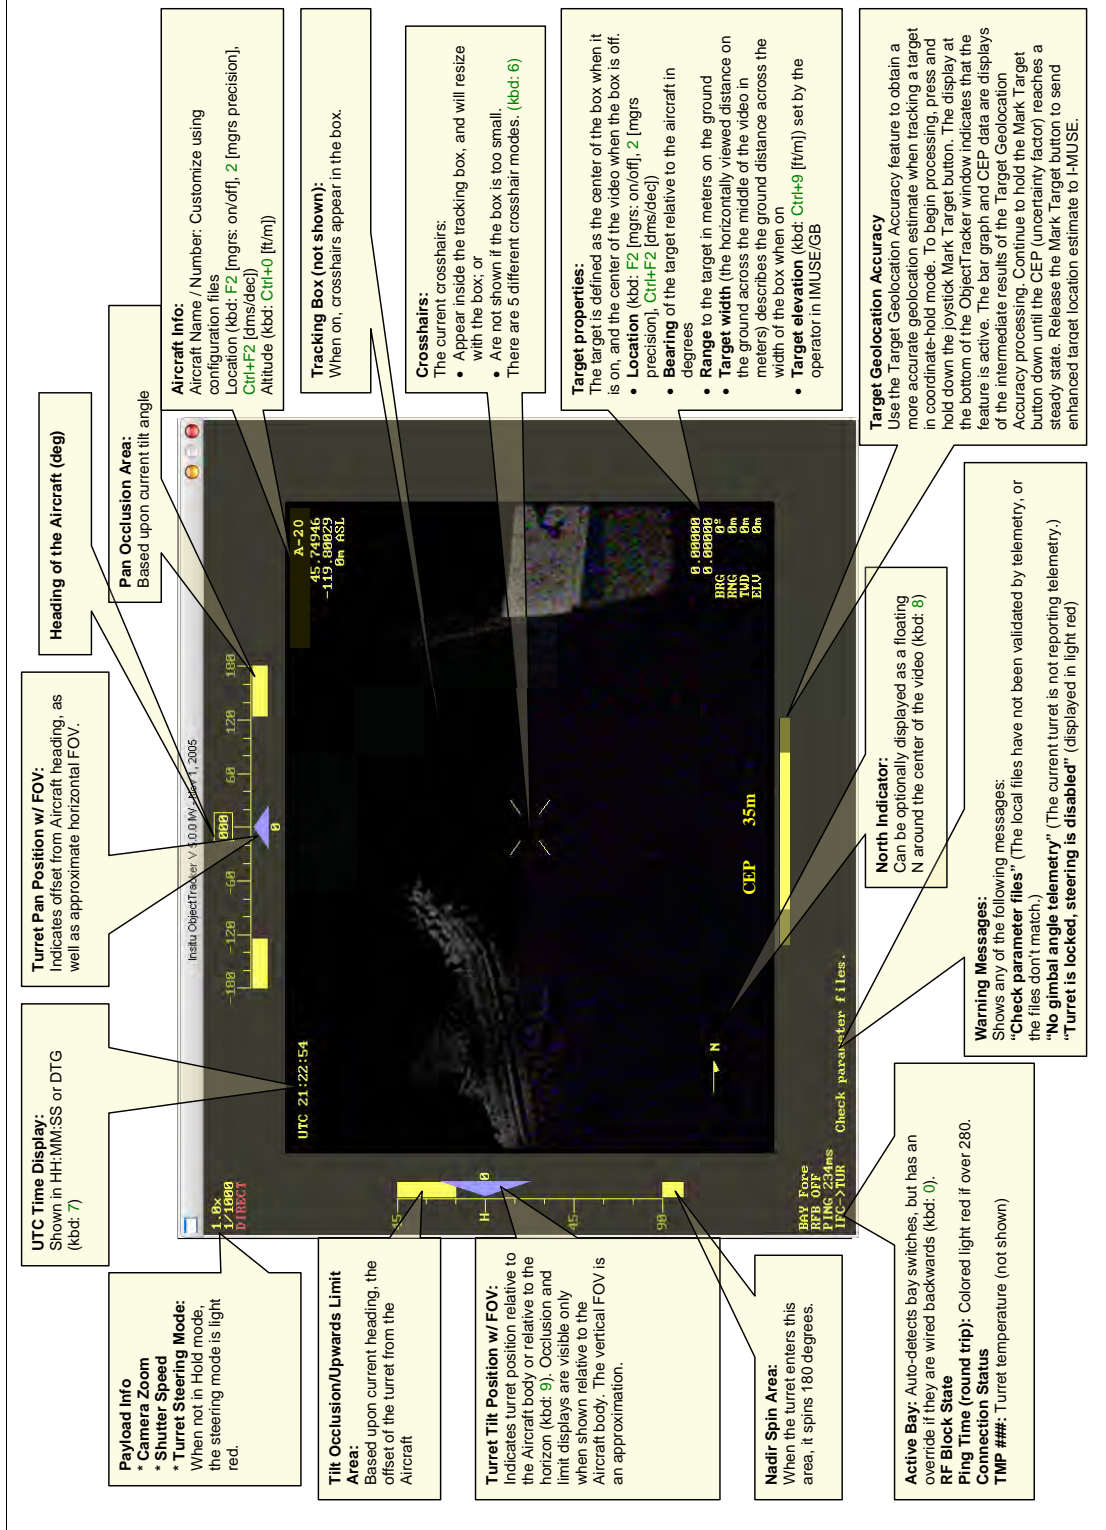 Payload Info
* Camera Zoom
* Shutter Speed
* Turret Steering Mode:
When not in Hold mode,
the steering mode is light
red.
UTC Time Display:
Shown in HH:MM:SS or DTG
(kbd: 7)
Turret Pan Position w/ FOV:
Indicates offset from Aircraft heading, as
well as approximate horizontal FOV.
Heading of the Aircraft (deg)
Pan Occlusion Area:
Based upon current tilt angle
Aircraft Info:
Aircraft Name / Number: Customize using
configuration files
Location (kbd: F2 [mgrs: on/off], 2 [mgrs precision],
Ctrl+F2 [dms/dec])
Altitude (kbd: Ctrl+0 [ft/m])
Tracking Box (not shown):
When on, crosshairs appear in the box.
Crosshairs:
The current crosshairs:
• Appear inside the tracking box, and will resize
with the box; or
• Are not shown if the box is too small.
There are 5 different crosshair modes. (kbd: 6)
Target properties:
The target is defined as the center of the box when it
is on, and the center of the video when the box is off.
• Location (kbd: F2 [mgrs: on/off], 2 [mgrs
precision], Ctrl+F2 [dms/dec])
• Bearing of the target relative to the aircraft in
degrees
• Range to the target in meters on the ground
• Target width (the horizontally viewed distance on
the ground across the middle of the video in
meters) describes the ground distance across the
width of the box when on
• Target elevation (kbd: Ctrl+9 [ft/m]) set by the
operator in IMUSE/GB
Target Geolocation Accuracy
Use the Target Geolocation Accuracy feature to obtain a
more accurate geolocation estimate when tracking a target
in coordinate-hold mode. To begin processing, press and
hold down the joystick Mark Target button. The display at
the bottom of the ObjectTracker window indicates that the
feature is active. The bar graph and CEP data are displays
of the intermediate results of the Target Geolocation
Accuracy processing. Continue to hold the Mark Target
button down until the CEP (uncertainty factor) reaches a
steady state. Release the Mark Target button to send
enhanced target location estimate to I-MUSE.
Insitu ObjectTracker V 5.0.0 IW - Nov 1, 2005
1.0x
1/1000
DIRECT
-180 -120 -60 000 60 120 180
0
UTC 21:22:54
A-20
45.74946
-119.80029
0m ASL
H
0
45
90
CEP 35m
0.00000
0.00000
BRG 0º
RNG 0m
TWD 0m
ELV 0m
N
BAY Fore
RFB OFF
PING 234ms
IFC->TUR
Check parameter files.
Tilt Occlusion/Upwards Limit
Area:
Based upon current heading, the
offset of the turret from the
Aircraft
Turret Tilt Position w/ FOV:
Indicates turret position relative to
the Aircraft body or relative to the
horizon (kbd: 9). Occlusion and
limit displays are visible only
when shown relative to the
Aircraft body. The vertical FOV is
an approximation.
Nadir Spin Area:
When the turret enters this
area, it spins 180 degrees.
Active Bay: Auto-detects bay switches, but has an
override if they are wired backwards (kbd: 0).
RF Block State
Ping Time (round trip): Colored light red if over 280.
Connection Status
TMP ###: Turret temperature (not shown)
North Indicator:
Can be optionally displayed as a floating
N around the center of the video (kbd: 8)
Warning Messages:
Shows any of the following messages:
“Check parameter files” (The local files have not been validated by telemetry, or
the files don’t match.)
“No gimbal angle telemetry” (The current turret is not reporting telemetry.)
“Turret is locked, steering is disabled” (displayed in light red)